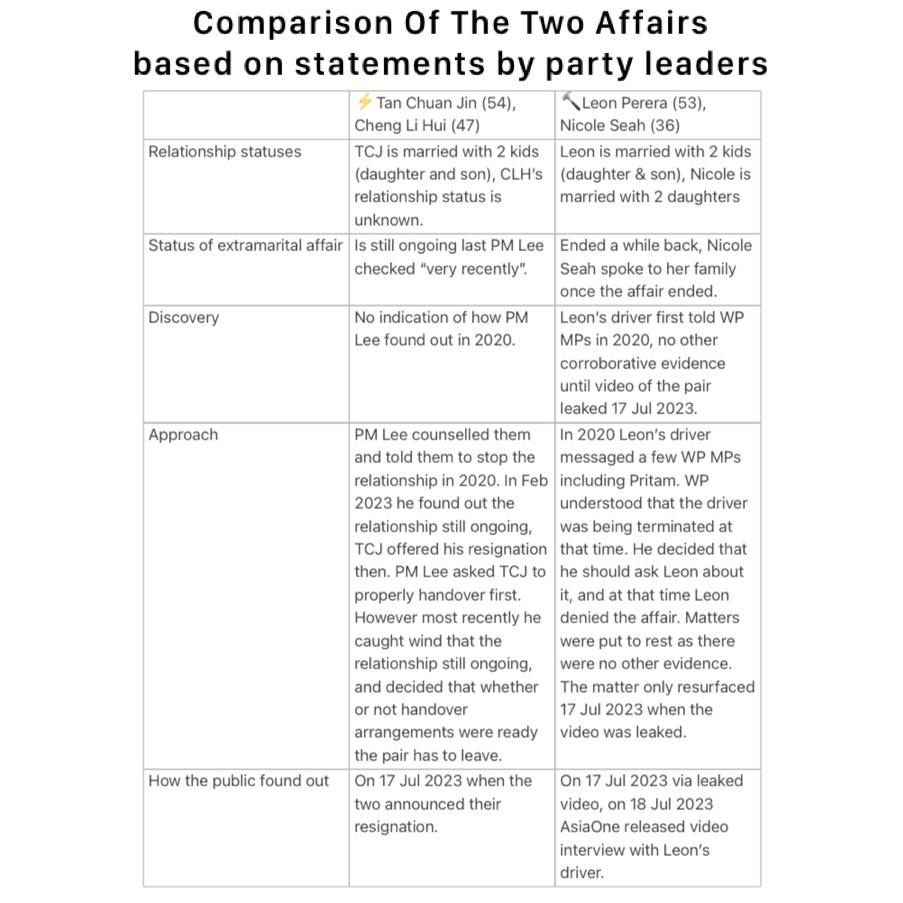 Comparison Of The Two Affairs
based on statements by party leaders
⚡ Tan Chuan Jin (54),
Cheng Li Hui (47)
🔨Leon Perera (53),
Nicole Seah (36)
Relationship statuses
TCJ is married with 2 kids
(daughter and son), CLH's
relationship status is
unknown.
Leon is married with 2 kids
(daughter & son), Nicole is
married with 2 daughters
Status of extramarital affair
Is still ongoing last PM Lee
checked “very recently”.
Ended a while back, Nicole
Seah spoke to her family
once the affair ended.
Discovery
No indication of how PM
Lee found out in 2020.
Leon's driver first told WP
MPs in 2020, no other
corroborative evidence
until video of the pair
leaked 17 Jul 2023.
Approach
PM Lee counselled them
and told them to stop the
relationship in 2020. In Feb
2023 he found out the
relationship still ongoing,
TCJ offered his resignation
then. PM Lee asked TCJ to
properly handover first.
However most recently he
caught wind that the
relationship still ongoing,
and decided that whether
or not handover
arrangements were ready
the pair has to leave.
In 2020 Leon's driver
messaged a few WP MPs
including Pritam. WP
understood that the driver
was being terminated at
that time. He decided that
he should ask Leon about
it, and at that time Leon
denied the affair. Matters
were put to rest as there
were no other evidence.
The matter only resurfaced
17 Jul 2023 when the
video was leaked.
How the public found out
On 17 Jul 2023 when the
two announced their
resignation.
On 17 Jul 2023 via leaked
video, on 18 Jul 2023
AsiaOne released video
interview with Leon's
driver.